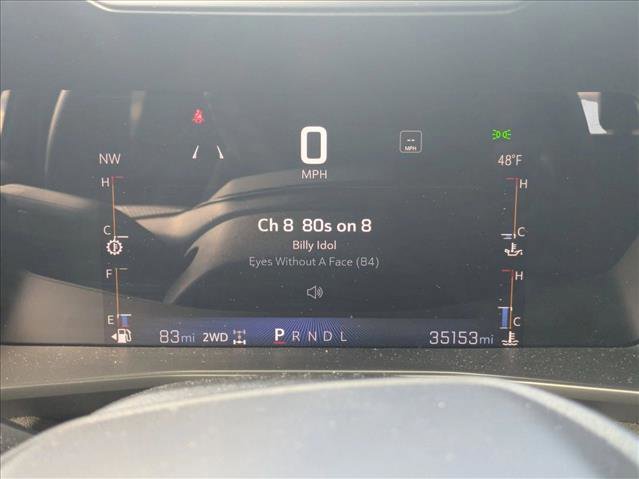 0
MPH
--
MPH
NW
48°F
H
C
H
C
Ch 8 80s on 8
Billy Idol
Eyes Without A Face (84)
F
E
H
C
83mi 2WD P R N D L 35153mi